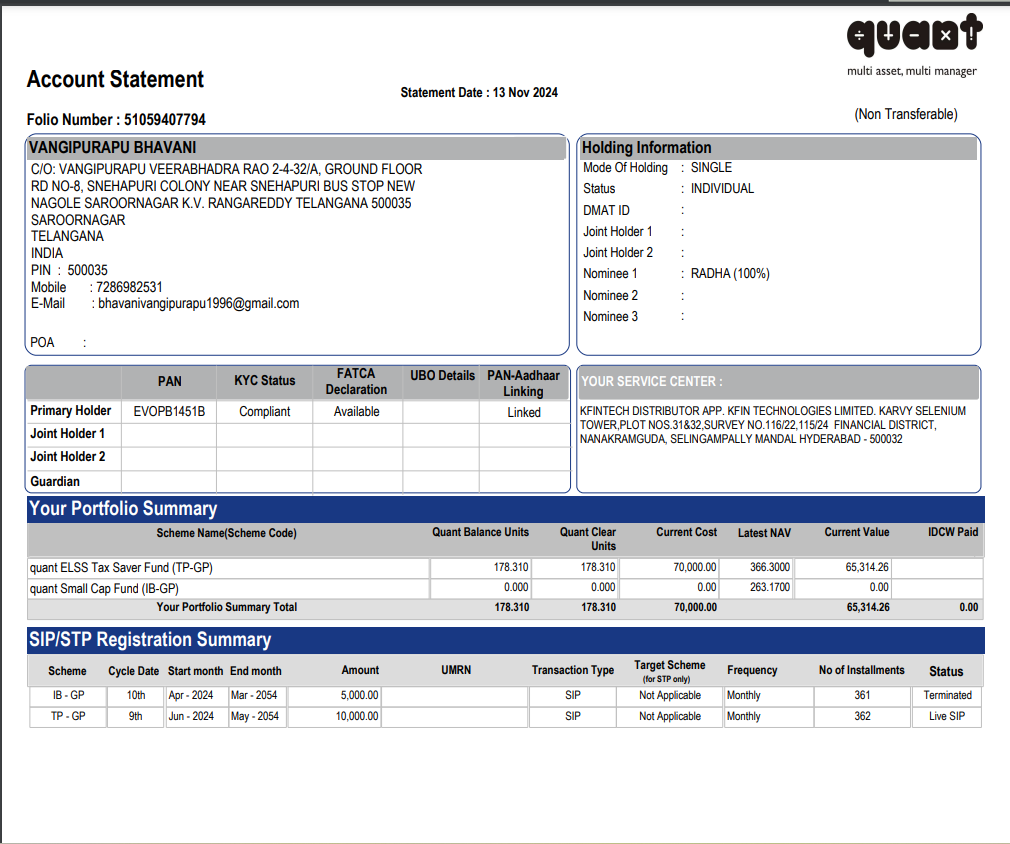 quant
multi asset, multi manager
Account Statement
Statement Date : 13 Nov 2024
Folio Number : 51059407794
(Non Transferable)
VANGIPURAPU BHAVANI
C/O: VANGIPURAPU VEERABHADRA RAO 2-4-32/A, GROUND FLOOR
RD NO-8, SNEHAPURI COLONY NEAR SNEHAPURI BUS STOP NEW
NAGOLE SAROORNAGAR K.V. RANGAREDDY TELANGANA 500035
SAROORNAGAR
TELANGANA
INDIA
PIN : 500035
Mobile : 7286982531
E-Mail : bhavanivangipurapu1996@gmail.com
POA :
Holding Information
Mode Of Holding : SINGLE
Status : INDIVIDUAL
DMAT ID :
Joint Holder 1 :
Joint Holder 2 :
Nominee 1 : RADHA (100%)
Nominee 2 :
Nominee 3 :
PAN KYC Status FATCA Declaration UBO Details PAN-Aadhaar Linking
Primary Holder EVOPB1451B Compliant Available Linked
Joint Holder 1
Joint Holder 2
Guardian
YOUR SERVICE CENTER :
KFINTECH DISTRIBUTOR APP. KFIN TECHNOLOGIES LIMITED. KARVY SELENIUM
TOWER,PLOT NOS.31&32,SURVEY NO.116/22,115/24 FINANCIAL DISTRICT,
NANAKRAMGUDA, SELINGAMPALLY MANDAL HYDERABAD - 500032
Your Portfolio Summary
Scheme Name(Scheme Code) Quant Balance Units Quant Clear Units Current Cost Latest NAV Current Value IDCW Paid
quant ELSS Tax Saver Fund (TP-GP) 178.310 178.310 70,000.00 366.3000 65,314.26
quant Small Cap Fund (IB-GP) 0.000 0.000 0.00 263.1700 0.00
Your Portfolio Summary Total 178.310 178.310 70,000.00 65,314.26 0.00
SIP/STP Registration Summary
Scheme Cycle Date Start month End month Amount UMRN Transaction Type Target Scheme (for STP only) Frequency No of Installments Status
IB - GP 10th Apr - 2024 Mar - 2054 5,000.00 SIP Not Applicable Monthly 361 Terminated
TP - GP 9th Jun - 2024 May - 2054 10,000.00 SIP Not Applicable Monthly 362 Live SIP